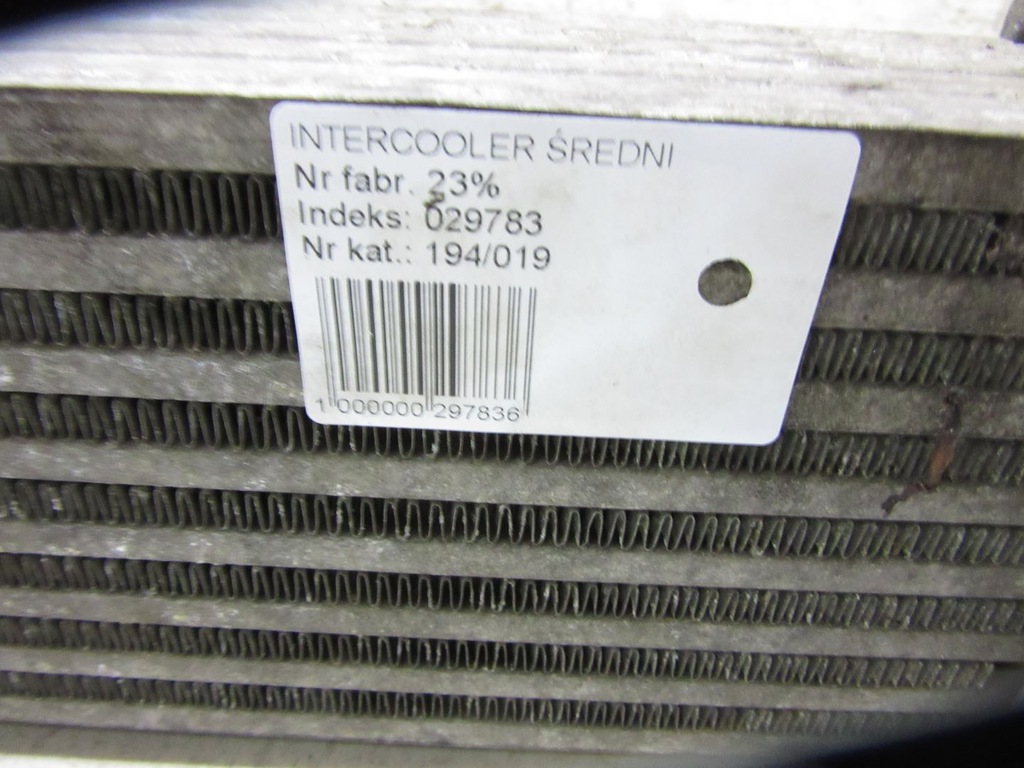 INTERCOOLER ŚREDNI
Nr fabr. 23%
Indeks: 029783
Nr kat.: 194/019
1 000000 297836